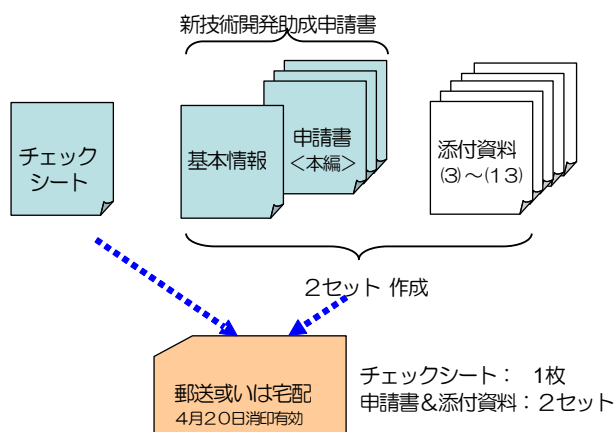 新技術開発助成申請書
チェック
シート
基本情報
申請書
＜本編＞
添付資料
(3)～(13)
2セット 作成
郵送或いは宅配
4月20日消印有効
チェックシート： 1枚
申請書＆添付資料：2セット